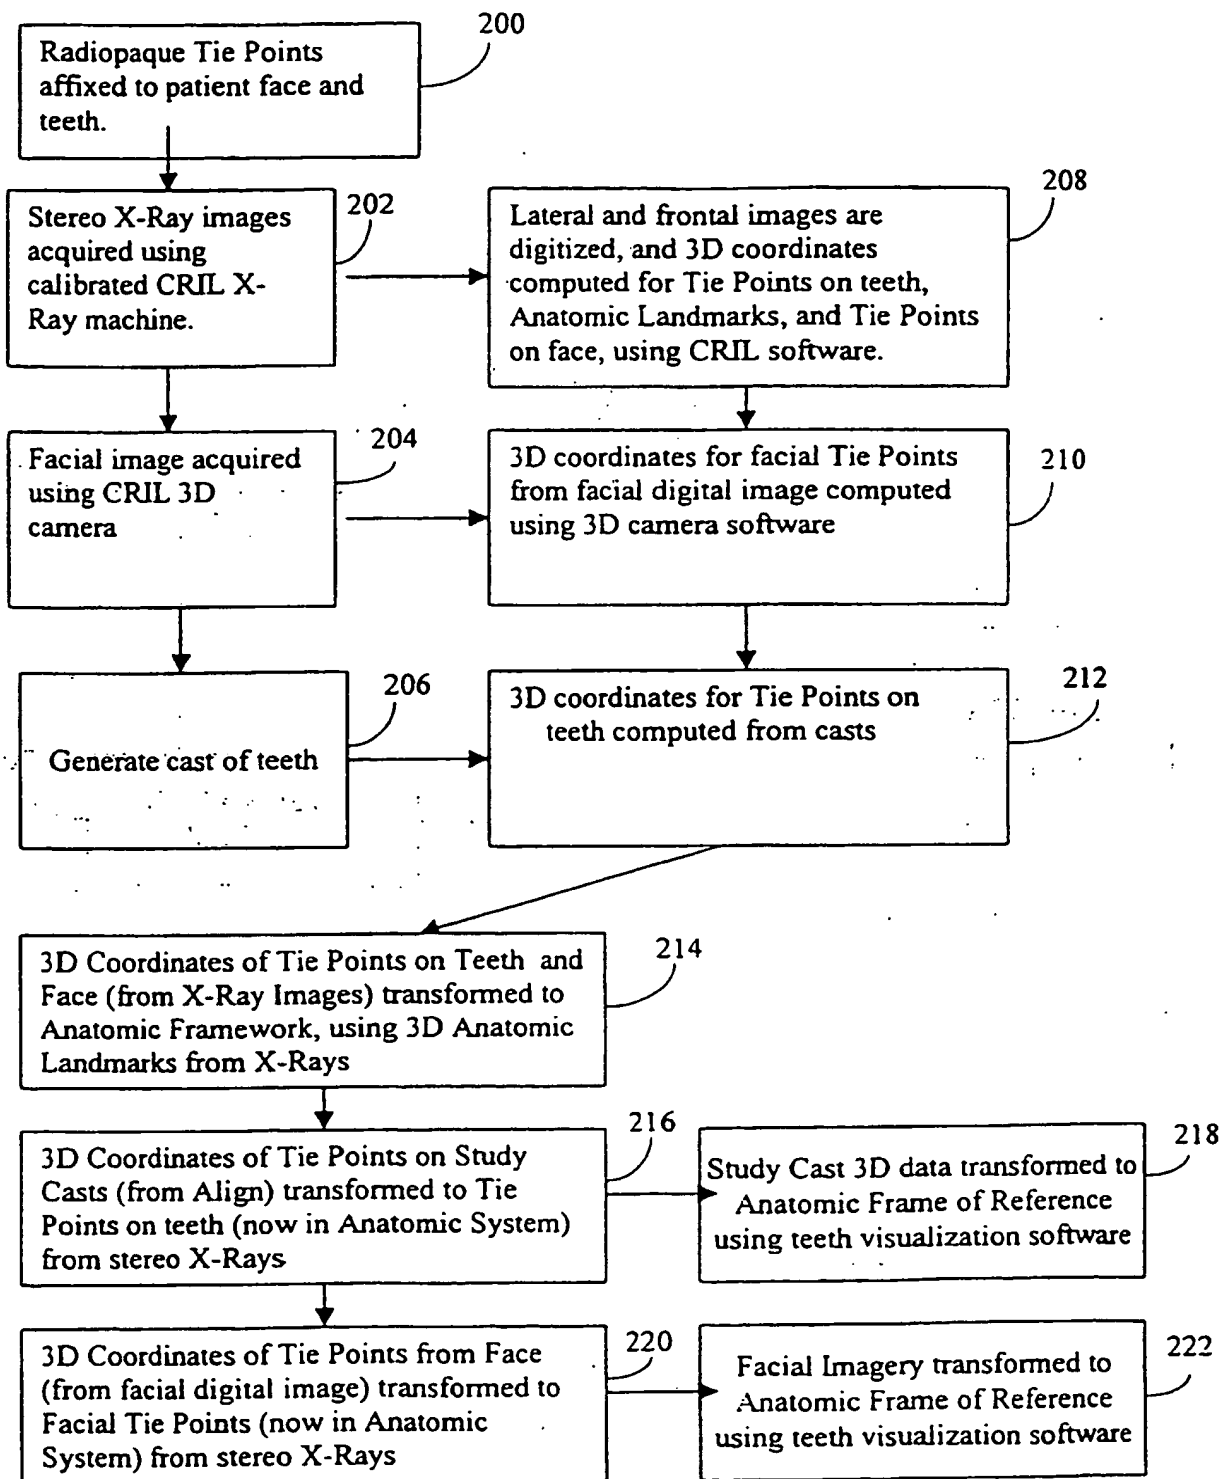 200
Radiopaque Tie Points
affixed to patient face and
teeth.
202
Stereo X-Ray images
acquired using
calibrated CRIL X-
Ray machine.
208
Lateral and frontal images are
digitized, and 3D coordinates
computed for Tie Points on teeth,
Anatomic Landmarks, and Tie Points
on face, using CRIL software.
204
Facial image acquired
using CRIL 3D
camera
210
3D coordinates for facial Tie Points
from facial digital image computed
using 3D camera software
206
Generate cast of teeth
212
3D coordinates for Tie Points on
teeth computed from casts
214
3D Coordinates of Tie Points on Teeth and
Face (from X-Ray Images) transformed to
Anatomic Framework, using 3D Anatomic
Landmarks from X-Rays
216
3D Coordinates of Tie Points on Study
Casts (from Align) transformed to Tie
Points on teeth (now in Anatomic System)
from stereo X-Rays
218
Study Cast 3D data transformed to
Anatomic Frame of Reference
using teeth visualization software
220
3D Coordinates of Tie Points from Face
(from facial digital image) transformed to
Facial Tie Points (now in Anatomic
System) from stereo X-Rays
222
Facial Imagery transformed to
Anatomic Frame of Reference
using teeth visualization software